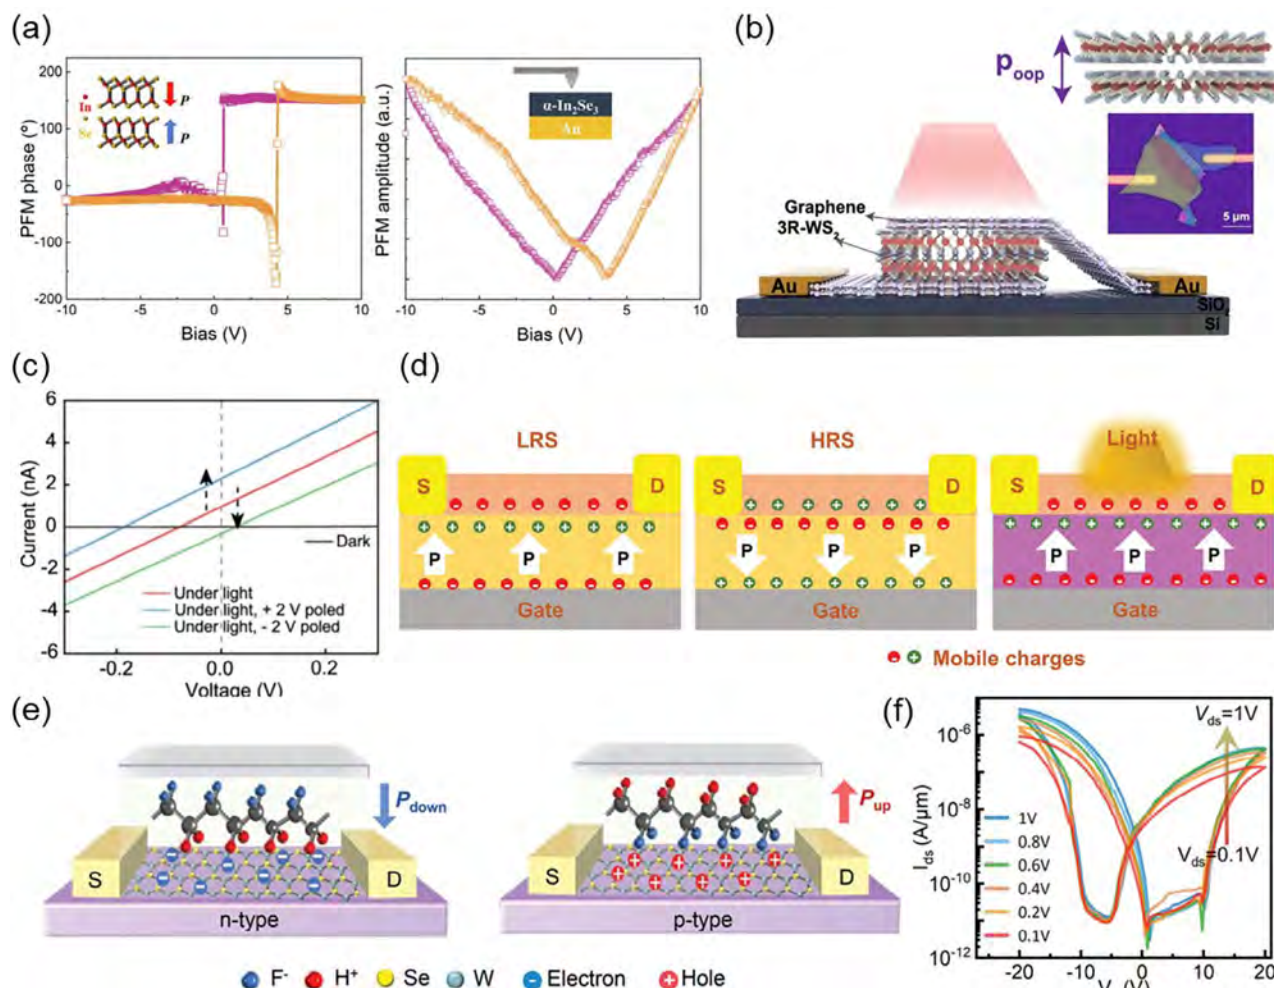 (a)
200
100
0
-100
-200
PFM phase (°)
In
Se
P
P
-10
-5
0
5
10
Bias (V)
PFM amplitude (a.u.)
α-In2Se3
Au
-10
-5
0
5
10
Bias (V)
(b)
Poop
5 μm
Graphene
3R-WS2
Au
Au
SiO
Si
(c)
6
4
2
0
-2
-4
-6
Current (nA)
Dark
Under light
Under light, + 2 V poled
Under light, - 2 V poled
-0.2
0.0
0.2
Voltage (V)
(d)
LRS
S
D
P
P
P
Gate
HRS
S
D
P
P
P
Gate
Light
S
D
P
P
P
Gate
Mobile charges
(e)
Pdown
S
D
n-type
Pup
S
D
p-type
F-
H+
Se
W
Electron
Hole
(f)
10-6
10-8
10-10
10-12
Ids (A/μm)
Vds=1V
Vds=0.1V
1V
0.8V
0.6V
0.4V
0.2V
0.1V
-20
-10
0
10
20
(V)